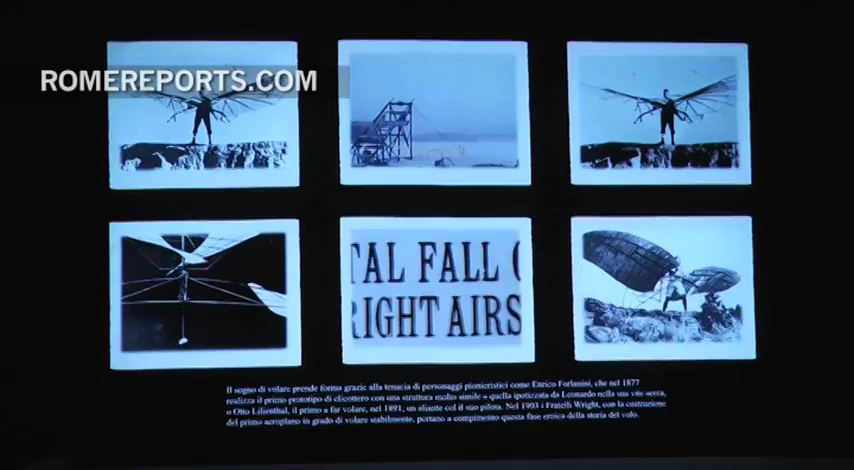 ROMEREPORTS.COM
TAL FALL
RIGHT AIRS
Il sogno di volare prende forma grazie alla tenacia di personaggi pionieristici come Enrico Forlanini, che nel 1877
realizza il primo prototipo di elicottero con una struttura molto simile a quella ipotizzata da Leonardo nella sua vite aerea,
o Otto Lilienthal, il primo a far volare, nel 1891, un aliante col il suo pilota. Nel 1903 i Fratelli Wright, con la costruzione
del primo aeroplano in grado di volare stabilmente, portano a compimento questa fase eroica della storia del volo.